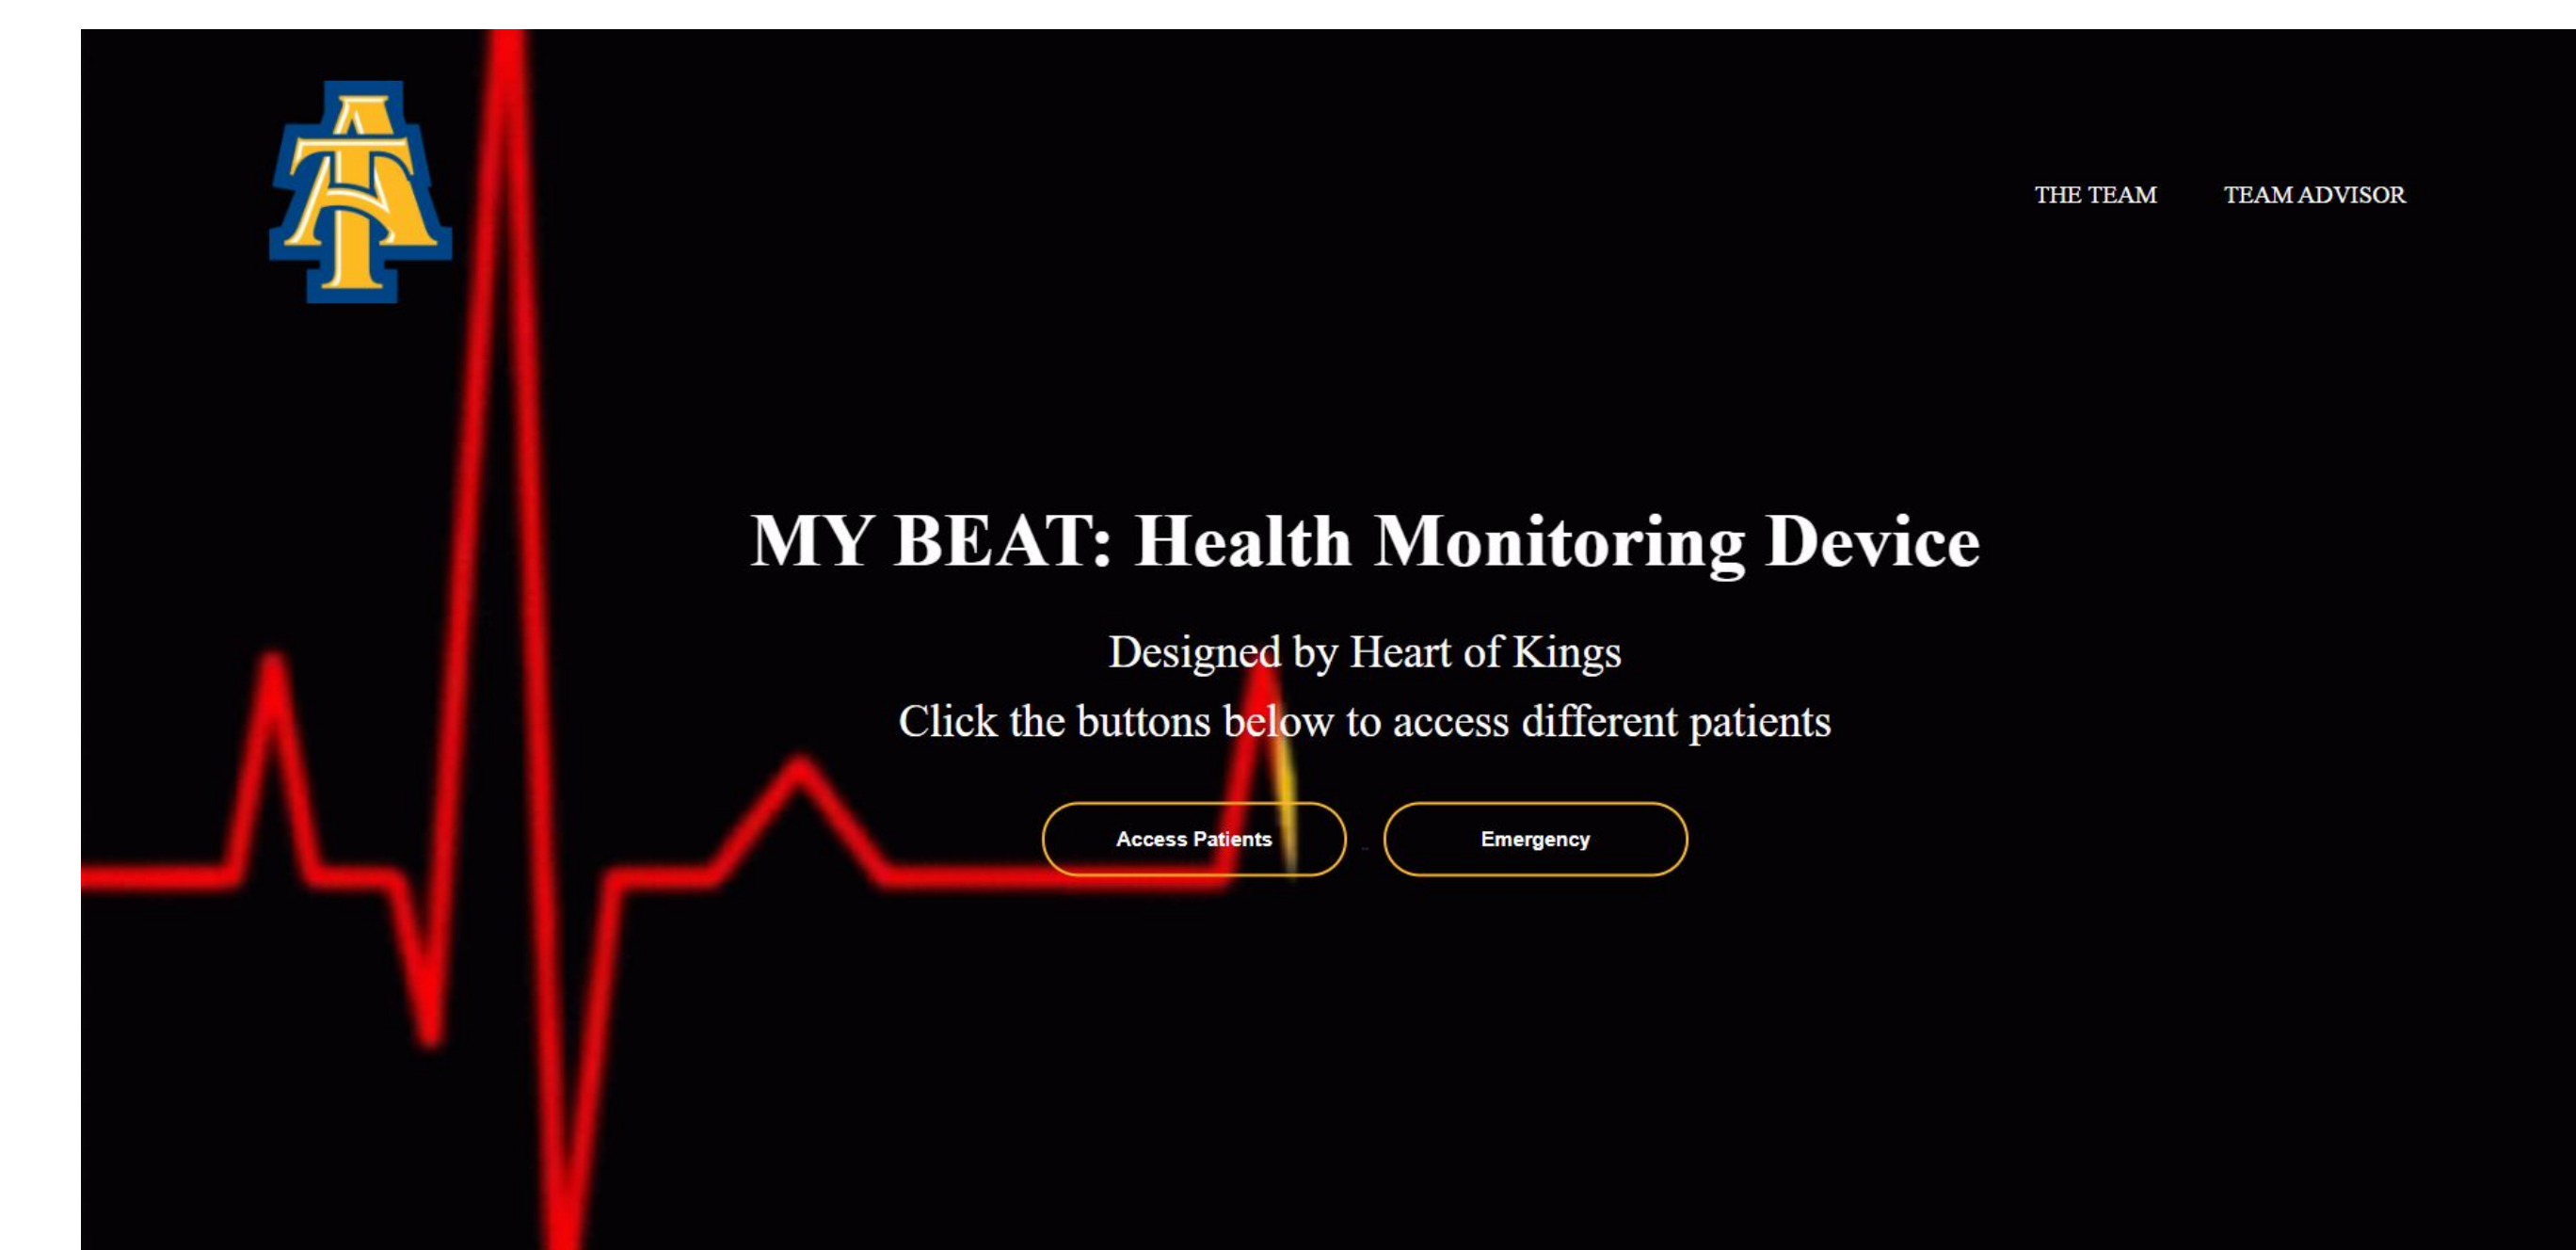 AT
THE TEAM TEAM ADVISOR
MY BEAT: Health Monitoring Device
Designed by Heart of Kings
Click the buttons below to access different patients
Access Patients Emergency